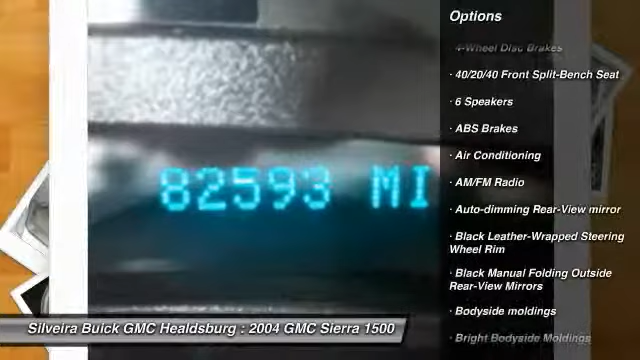 Options
· 4-Wheel Disc Brakes
· 40/20/40 Front Split-Bench Seat
· 6 Speakers
· ABS Brakes
· Air Conditioning
· AM/FM Radio
· Auto-dimming Rear-View mirror
· Black Leather-Wrapped Steering
Wheel Rim
· Black Manual Folding Outside
Rear-View Mirrors
· Bodyside moldings
· Bright Bodyside Moldings
82593 MI
Silveira Buick GMC Healdsburg : 2004 GMC Sierra 1500